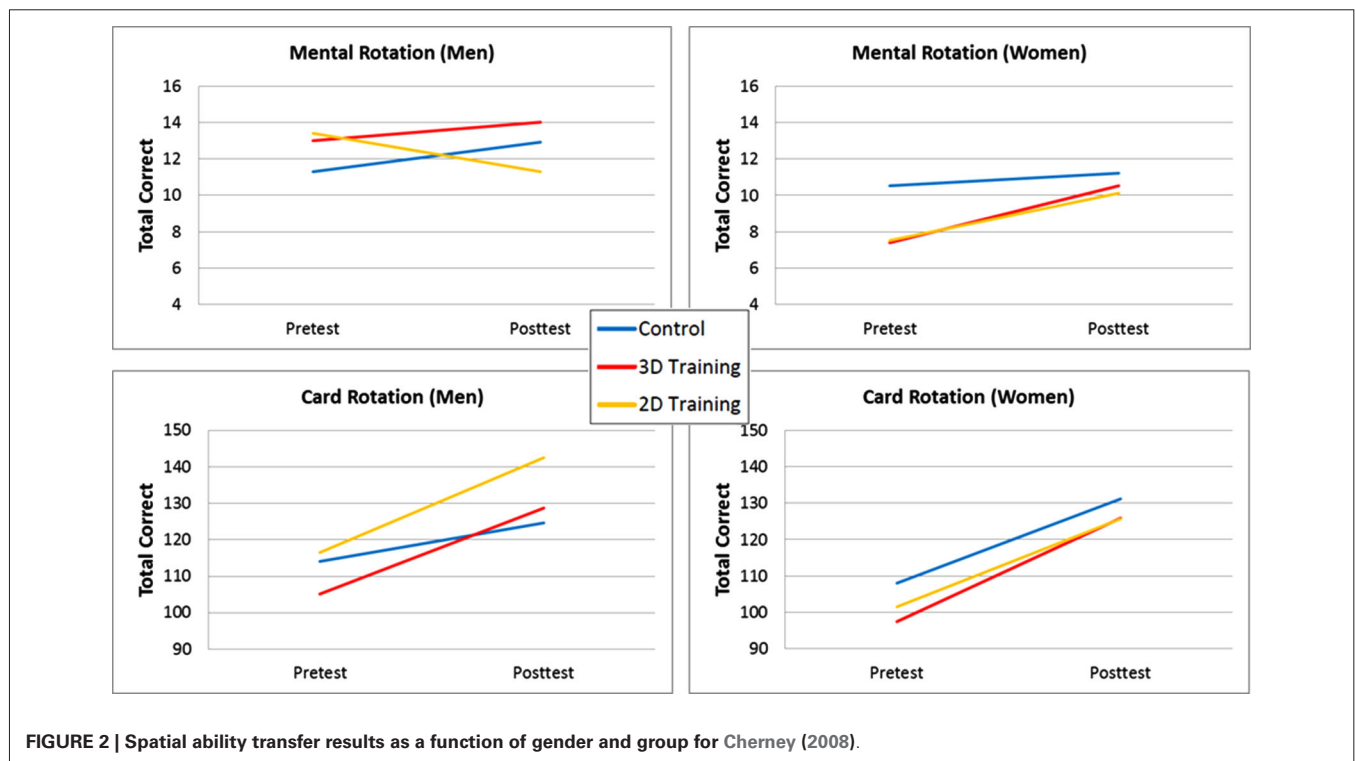 Mental Rotation (Men)
Total Correct
16
14
12
10
8
6
4
Pretest Posttest
Mental Rotation (Women)
Total Correct
16
14
12
10
8
6
4
Pretest Posttest
Control
3D Training
2D Training
Card Rotation (Men)
Total Correct
150
140
130
120
110
100
90
Pretest Posttest
Card Rotation (Women)
Total Correct
150
140
130
120
110
100
90
Pretest Posttest
FIGURE 2 | Spatial ability transfer results as a function of gender and group for Cherney (2008).